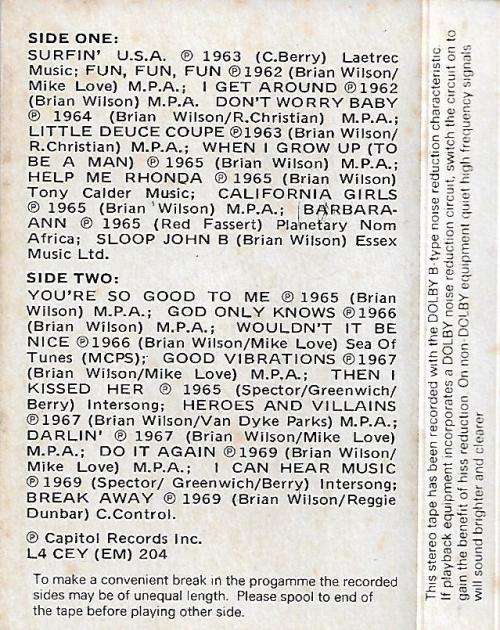 SIDE ONE:
SURFIN' U.S.A. ℗ 1963 (C.Berry) Laetrec
Music; FUN, FUN, FUN ℗1962 (Brian Wilson/
Mike Love) M.P.A.; I GET AROUND ℗1962
(Brian Wilson) M.P.A. DON'T WORRY BABY
℗ 1964 (Brian Wilson/R.Christian) M.P.A.;
LITTLE DEUCE COUPE ℗1963 (Brian Wilson/
R.Christian) M.P.A.; WHEN I GROW UP (TO
BE A MAN) ℗ 1965 (Brian Wilson) M.P.A.;
HELP ME RHONDA ℗ 1965 (Brian Wilson)
Tony Calder Music; CALIFORNIA GIRLS
℗ 1965 (Brian Wilson) M.P.A.; BARBARA-
ANN ℗ 1965 (Red Fassert) Planetary Nom
Africa; SLOOP JOHN B (Brian Wilson) Essex
Music Ltd.
SIDE TWO:
YOU'RE SO GOOD TO ME ℗ 1965 (Brian
Wilson) M.P.A.; GOD ONLY KNOWS ℗1966
(Brian Wilson) M.P.A.; WOULDN'T IT BE
NICE ℗1966 (Brian Wilson/Mike Love) Sea Of
Tunes (MCPS); GOOD VIBRATIONS ℗1967
(Brian Wilson/Mike Love) M.P.A.; THEN I
KISSED HER ℗ 1965 (Spector/Greenwich/
Berry) Intersong; HEROES AND VILLAINS
℗1967 (Brian Wilson/Van Dyke Parks) M.P.A.;
DARLIN' ℗ 1967 (Brian Wilson/Mike Love)
M.P.A.; DO IT AGAIN ℗1969 (Brian Wilson/
Mike Love) M.P.A.; I CAN HEAR MUSIC
℗1969 (Spector/ Greenwich/Berry) Intersong;
BREAK AWAY ℗ 1969 (Brian Wilson/Reggie
Dunbar) C.Control.
℗ Capitol Records Inc.
L4 CEY (EM) 204
To make a convenient break in the progamme the recorded
sides may be of unequal length. Please spool to end of
the tape before playing other side.
This stereo tape has been recorded with the DOLBY B-type noise reduction characteristic.
If playback equipment incorporates a DOLBY noise reduction circuit, switch the circuit on to
gain the benefit of hiss reduction. On non-DOLBY equipment quiet high frequency signals
will sound brighter and clearer